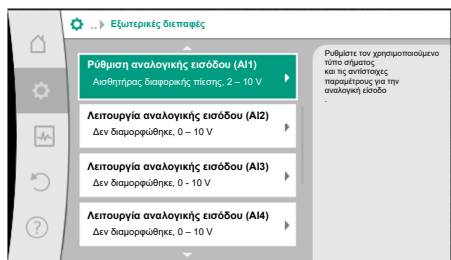 ..▸ Εξωτερικές διεπαφές
Ρύθμιση αναλογικής εισόδου (AI1)
Αισθητήρας διαφορικής πίεσης, 2 – 10 V
Λειτουργία αναλογικής εισόδου (AI2)
Δεν διαμορφώθηκε, 0 – 10 V
Λειτουργία αναλογικής εισόδου (AI3)
Δεν διαμορφώθηκε, 0 - 10 V
Λειτουργία αναλογικής εισόδου (AI4)
Δεν διαμορφώθηκε, 0 – 10 V
Ρυθμίστε τον χρησιμοποιούμενο
τύπο σήματος
και τις αντίστοιχες
παραμέτρους για την
αναλογική είσοδο
.